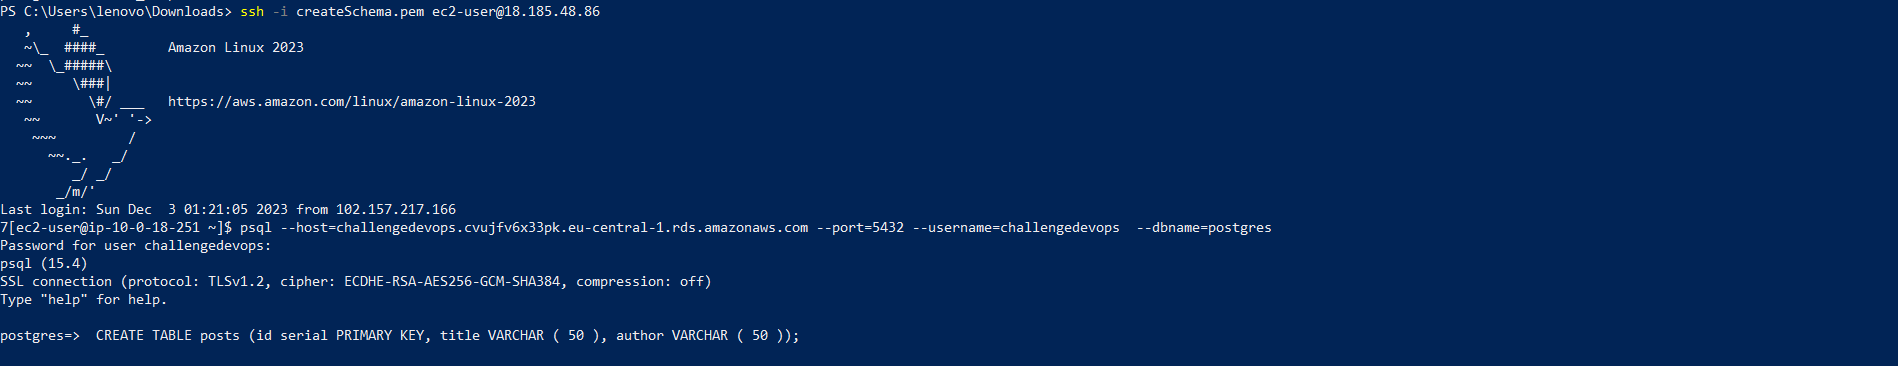 PS C:\Users\lenovo\Downloads> ssh -i createSchema.pem ec2-user@18.185.48.86
   ,     #_
   ~\_  ####_        Amazon Linux 2023
  ~~  \_#####\
  ~~     \###|
  ~~       \#/ ___   https://aws.amazon.com/linux/amazon-linux-2023
   ~~       V~' '->
    ~~~         /
      ~~._.   _/
         _/ _/
       _/m/'
Last login: Sun Dec  3 01:21:05 2023 from 102.157.217.166
7[ec2-user@ip-10-0-18-251 ~]$ psql --host=challengedevops.cvujfv6x33pk.eu-central-1.rds.amazonaws.com --port=5432 --username=challengedevops  --dbname=postgres
Password for user challengedevops:
psql (15.4)
SSL connection (protocol: TLSv1.2, cipher: ECDHE-RSA-AES256-GCM-SHA384, compression: off)
Type "help" for help.

postgres=>  CREATE TABLE posts (id serial PRIMARY KEY, title VARCHAR ( 50 ), author VARCHAR ( 50 ));